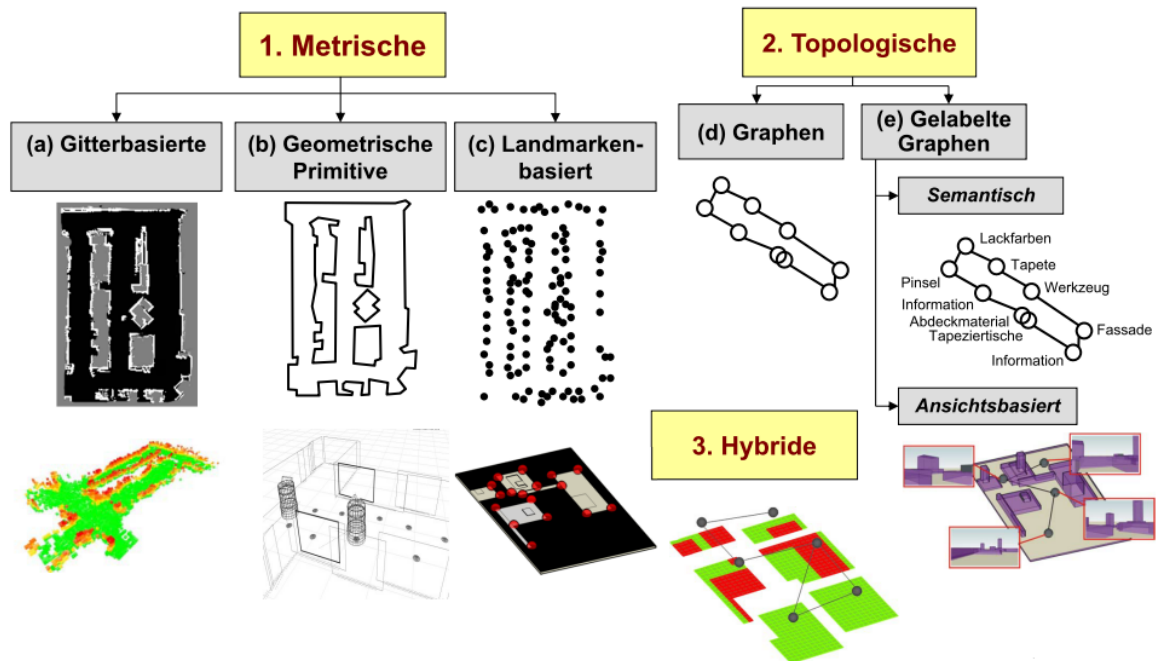 1. Metrische
2. Topologische
(a) Gitterbasierte
(b) Geometrische
Primitive
(c) Landmarken-
basiert
(d) Graphen
(e) Gelabelte
Graphen
Semantisch
Lackfarben
Tapete
Pinsel
Werkzeug
Information
Abdeckmaterial
Tapeziertische
Fassade
Information
Ansichtsbasiert
3. Hybride